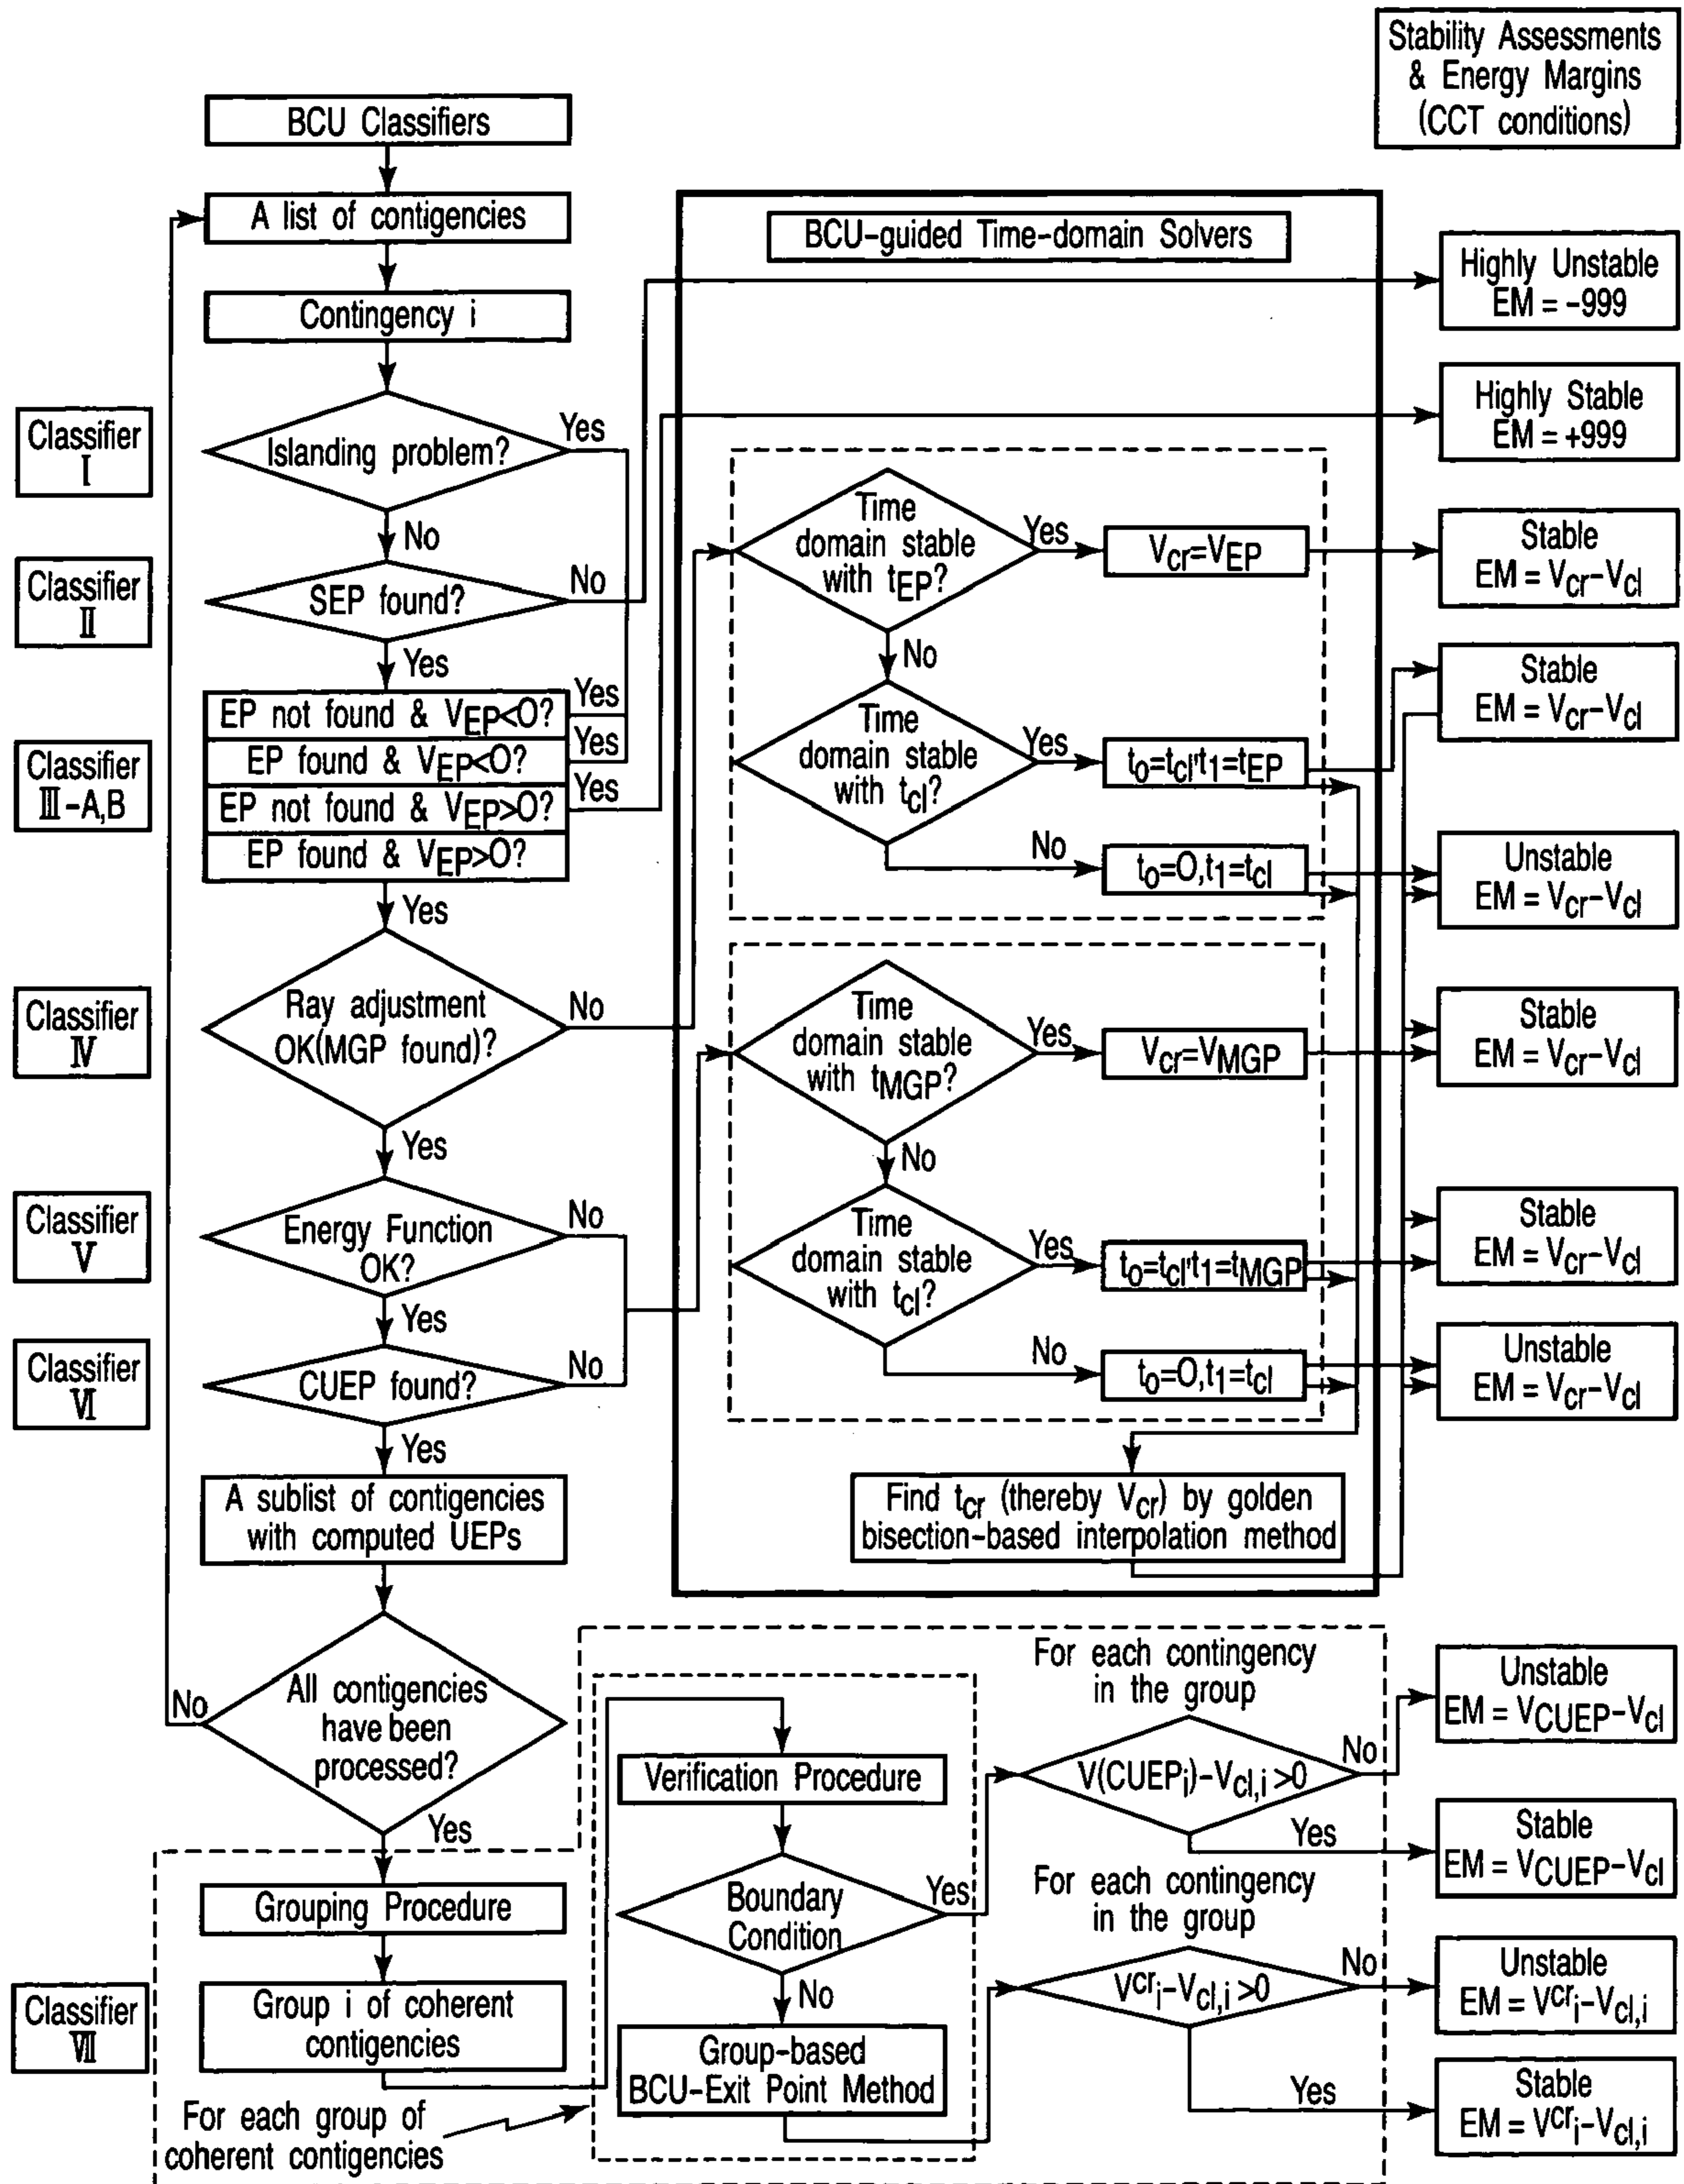 Stability Assessments
& Energy Margins
(CCT conditions)
BCU Classifiers
A list of contigencies
Contingency i
Classifier
I
Islanding problem?
Yes
No
Classifier
II
SEP found?
No
Yes
Classifier
III-A,B
EP not found & VEP<0?
Yes
EP found & VEP<0?
Yes
EP not found & VEP>0?
Yes
EP found & VEP>0?
Yes
Classifier
IV
Ray adjustment
OK(MGP found)?
No
Yes
Classifier
V
Energy Function
OK?
No
Yes
Classifier
VI
CUEP found?
No
Yes
A sublist of contigencies
with computed UEPs
All contigencies
have been
processed?
No
Yes
BCU-guided Time-domain Solvers
Time
domain stable
with tEP?
Yes
Vcr=VEP
No
Time
domain stable
with tcl?
Yes
to=tcl,t1=tEP
No
to=0,t1=tcl
Time
domain stable
with tMGP?
Yes
Vcr=VMGP
No
Time
domain stable
with tcl?
Yes
to=tcl,t1=tMGP
No
to=0,t1=tcl
Find tcr (thereby Vcr) by golden
bisection-based interpolation method
Highly Unstable
EM = -999
Highly Stable
EM = +999
Stable
EM = Vcr-Vcl
Stable
EM = Vcr-Vcl
Unstable
EM = Vcr-Vcl
Stable
EM = Vcr-Vcl
Stable
EM = Vcr-Vcl
Unstable
EM = Vcr-Vcl
Classifier
VII
Grouping Procedure
Group i of coherent
contigencies
For each group of
coherent contigencies
Verification Procedure
Boundary
Condition
Yes
No
Group-based
BCU-Exit Point Method
For each contingency
in the group
V(CUEPi)-Vcl,i >0
No
Yes
For each contingency
in the group
Vcri-Vcl,i >0
No
Yes
Unstable
EM = VCUEP-Vcl
Stable
EM = VCUEP-Vcl
Unstable
EM = Vcri-Vcl,i
Stable
EM = Vcri-Vcl,i